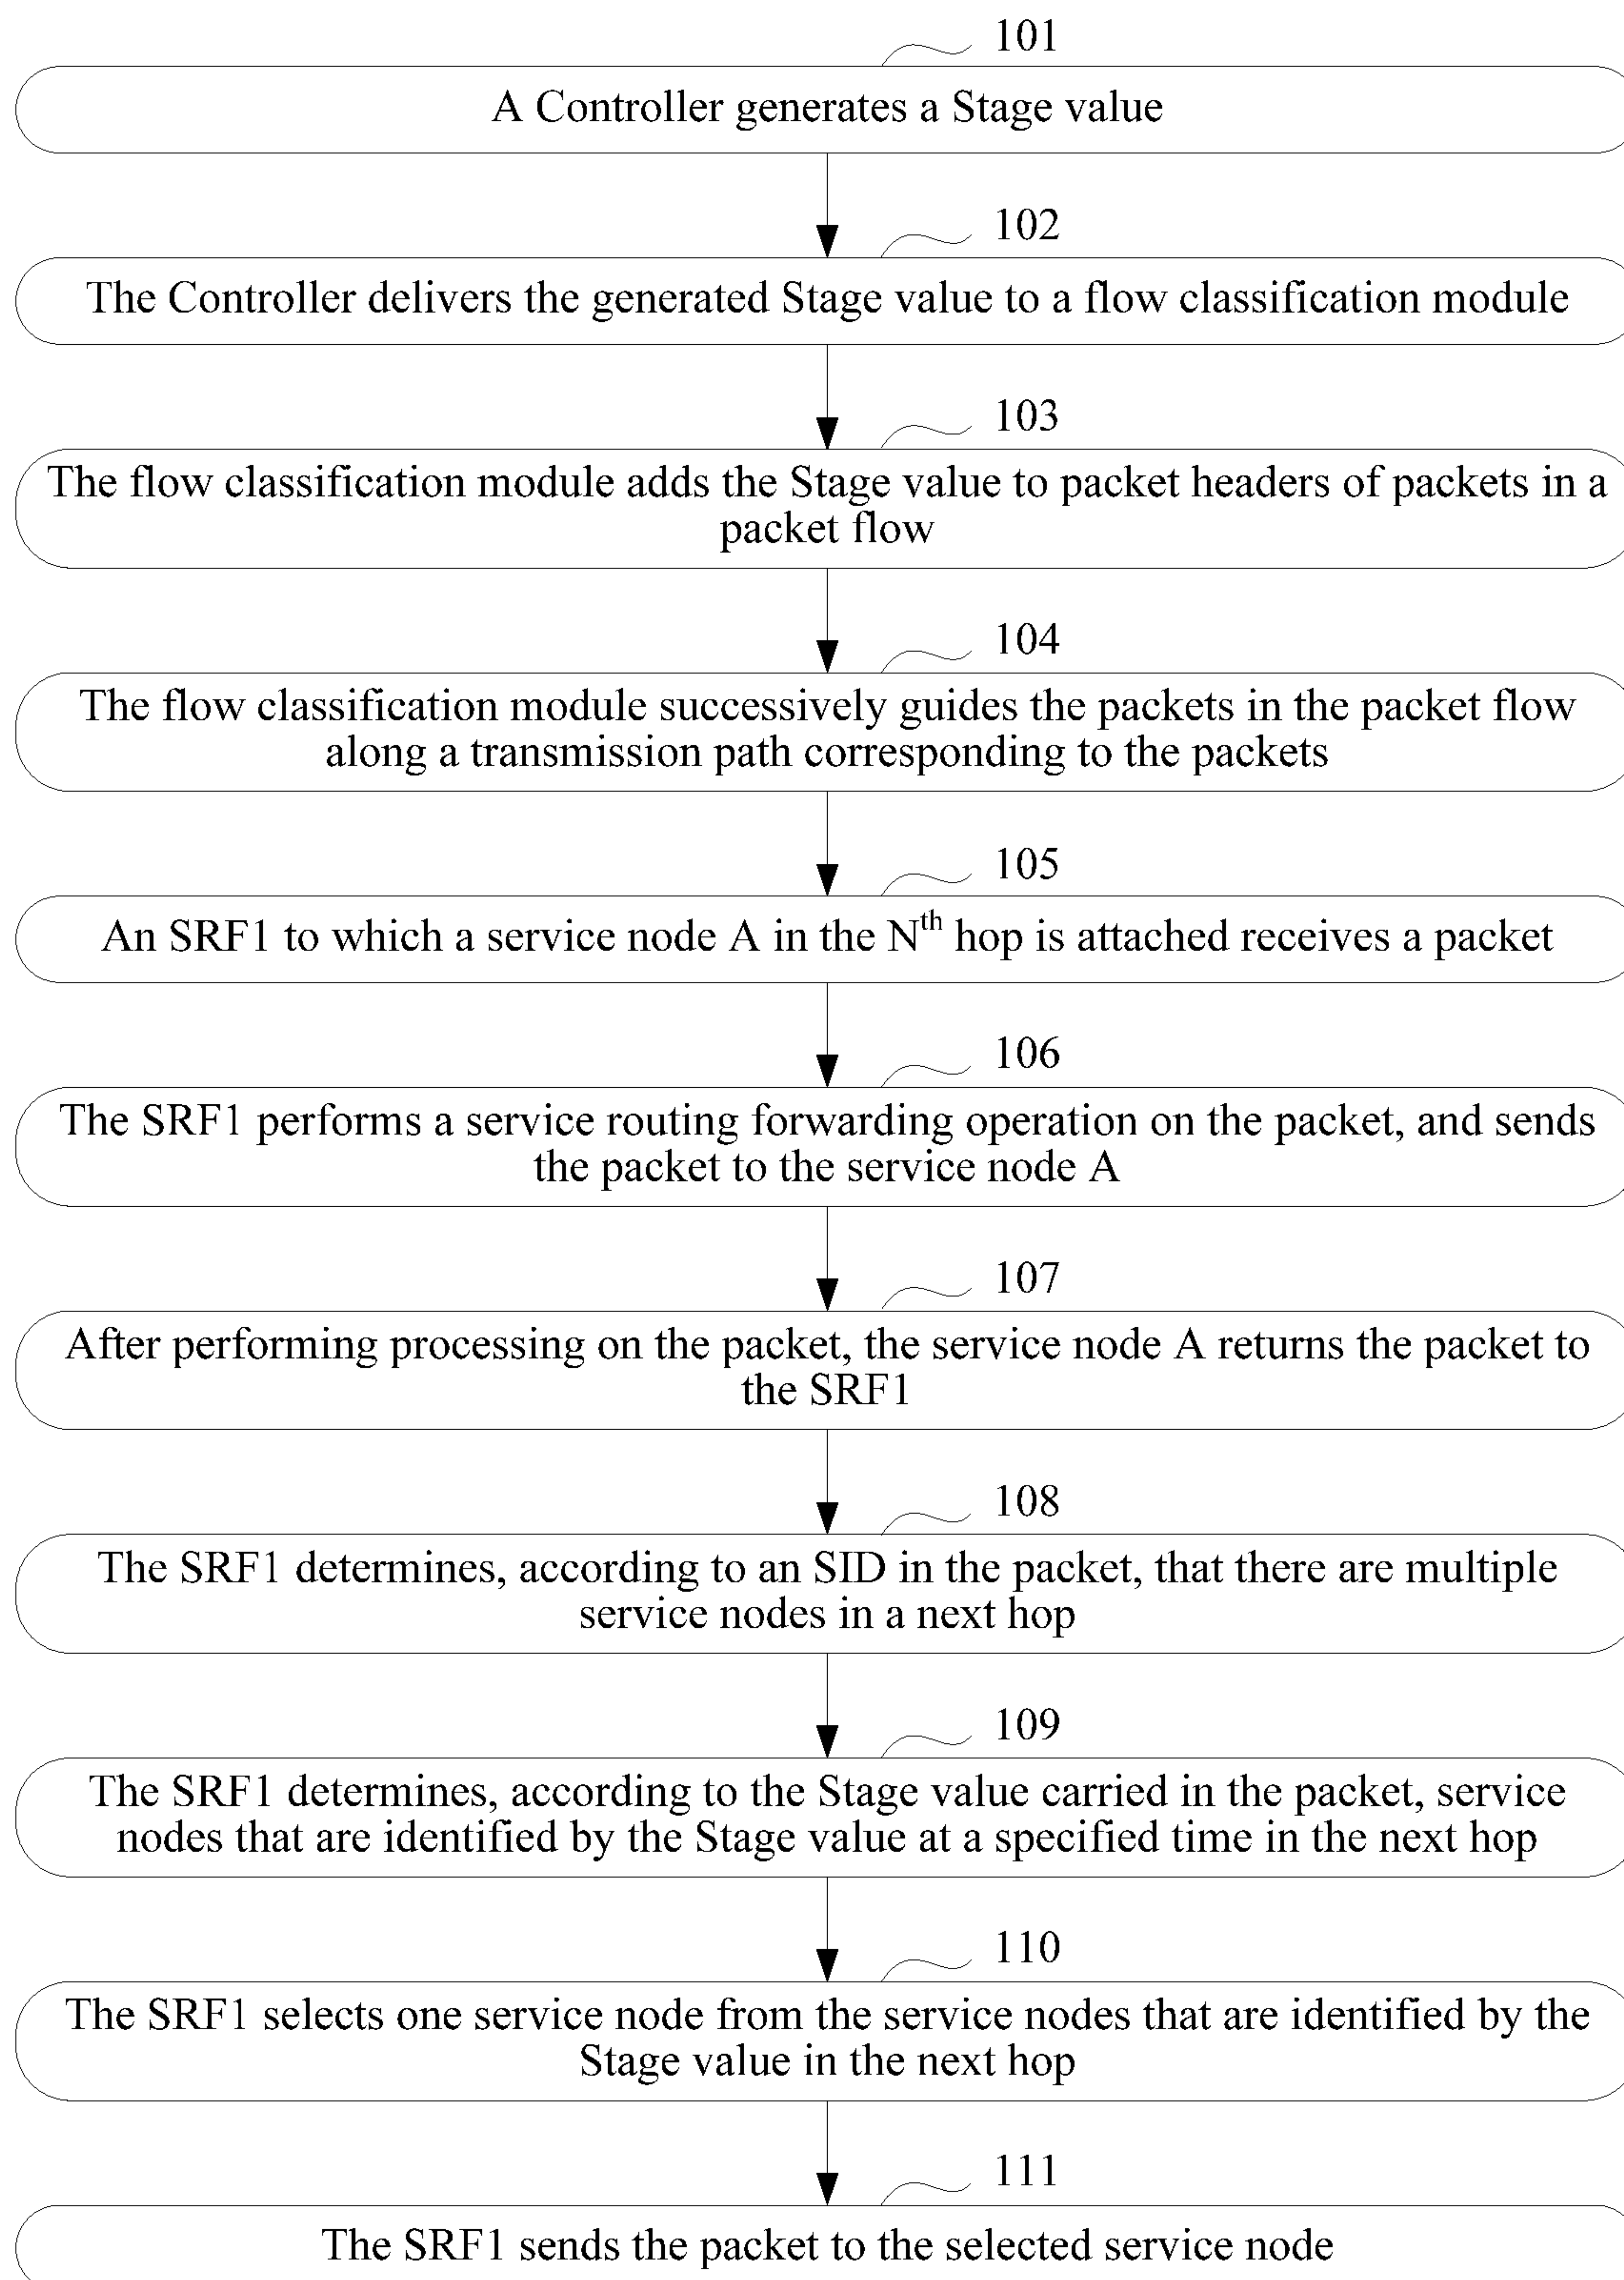 101
A Controller generates a Stage value
102
The Controller delivers the generated Stage value to a flow classification module
103
The flow classification module adds the Stage value to packet headers of packets in a
packet flow
104
The flow classification module successively guides the packets in the packet flow
along a transmission path corresponding to the packets
105
An SRF1 to which a service node A in the Nth hop is attached receives a packet
106
The SRF1 performs a service routing forwarding operation on the packet, and sends
the packet to the service node A
107
After performing processing on the packet, the service node A returns the packet to
the SRF1
108
The SRF1 determines, according to an SID in the packet, that there are multiple
service nodes in a next hop
109
The SRF1 determines, according to the Stage value carried in the packet, service
nodes that are identified by the Stage value at a specified time in the next hop
110
The SRF1 selects one service node from the service nodes that are identified by the
Stage value in the next hop
111
The SRF1 sends the packet to the selected service node